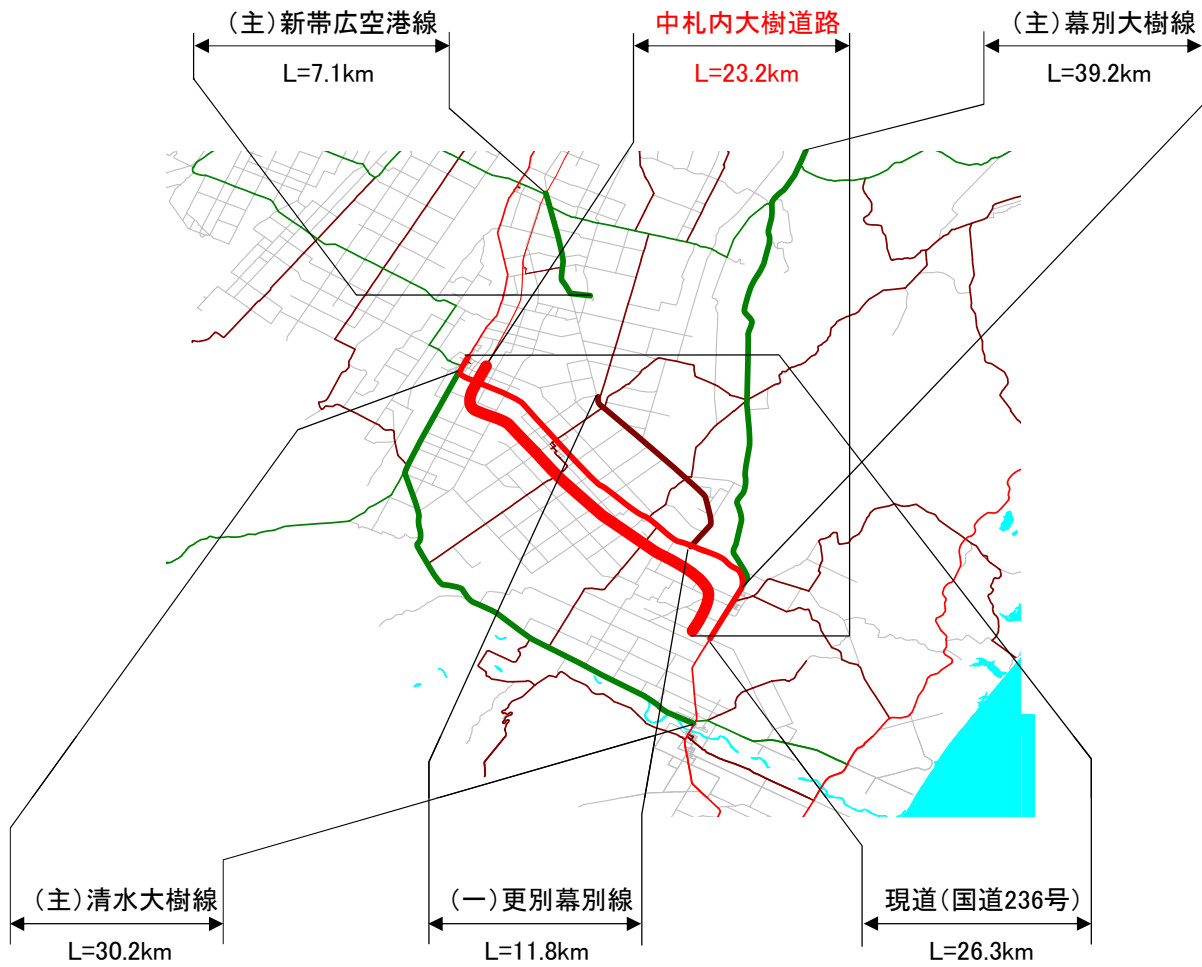 （主）新帯広空港線
L=7.1km
中札内大樹道路
L=23.2km
（主）幕別大樹線
L=39.2km
（主）清水大樹線
L=30.2km
（一）更別幕別線
L=11.8km
現道（国道236号）
L=26.3km